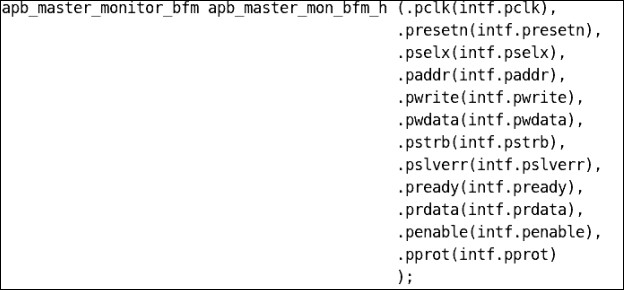 apb_master_monitor_bfm apb_master_mon_bfm_h (.pclk(intf.pclk),
.presetn(intf.presetn),
.pselx(intf.pselx),
.paddr(intf.paddr),
.pwrite(intf.pwrite),
.pwdata(intf.pwdata),
.pstrb(intf.pstrb),
.pslverr(intf.pslverr),
.pready(intf.pready),
.prdata(intf.prdata),
.penable(intf.penable),
.pprot(intf.pprot)
);